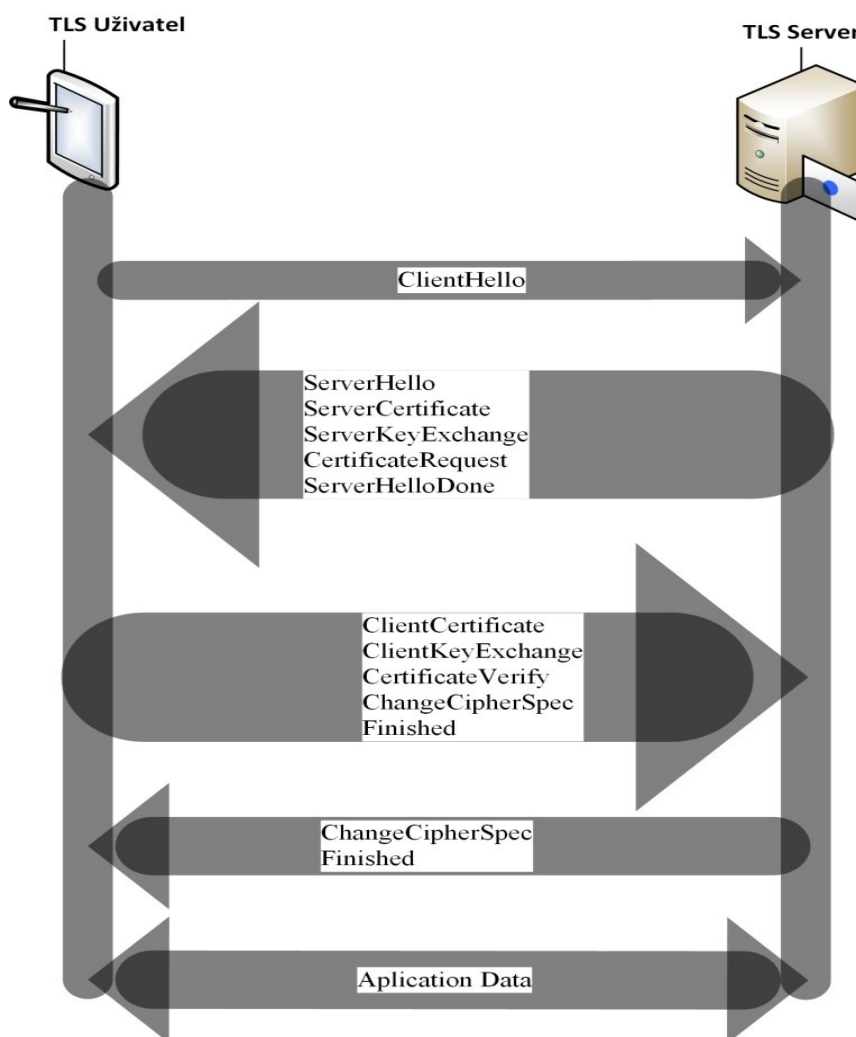 TLS Uživatel
TLS Server
ClientHello
ServerHello
ServerCertificate
ServerKeyExchange
CertificateRequest
ServerHelloDone
ClientCertificate
ClientKeyExchange
CertificateVerify
ChangeCipherSpec
Finished
ChangeCipherSpec
Finished
Aplication Data